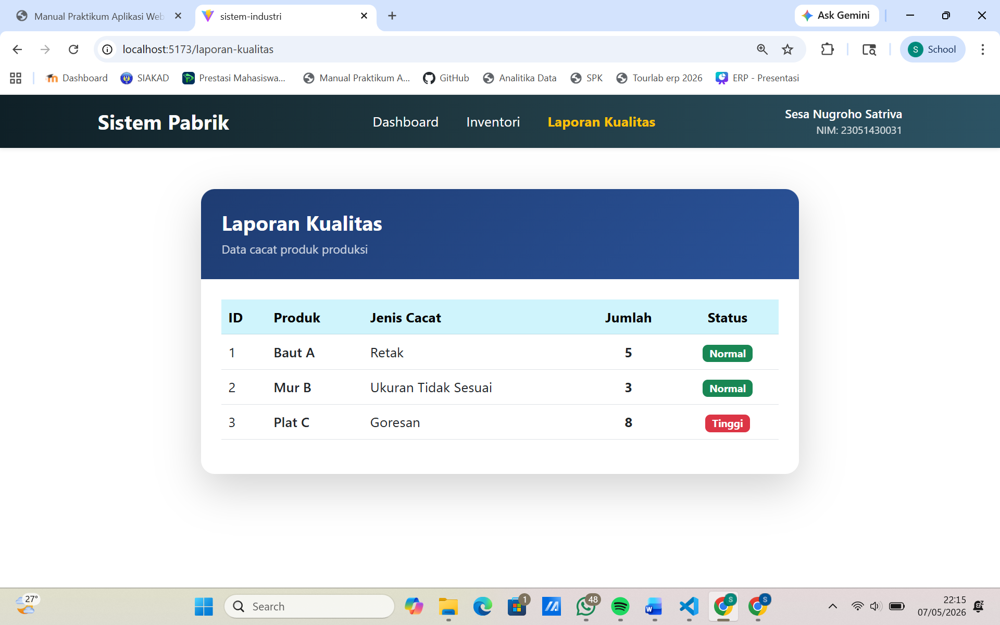 Manual Praktikum Aplikasi Web
sistem-industri
Ask Gemini
localhost:5173/laporan-kualitas
S School
Dashboard SIAKAD Prestasi Mahasiswa... Manual Praktikum A... GitHub Analitika Data SPK Tourlab erp 2026 ERP - Presentasi
Sistem Pabrik
Dashboard Inventori Laporan Kualitas
Sesa Nugroho Satriva
NIM: 23051430031
Laporan Kualitas
Data cacat produk produksi
ID Produk Jenis Cacat Jumlah Status
1 Baut A Retak 5 Normal
2 Mur B Ukuran Tidak Sesuai 3 Normal
3 Plat C Goresan 8 Tinggi
27°
Search
1
48
W
S
S
22:15
07/05/2026